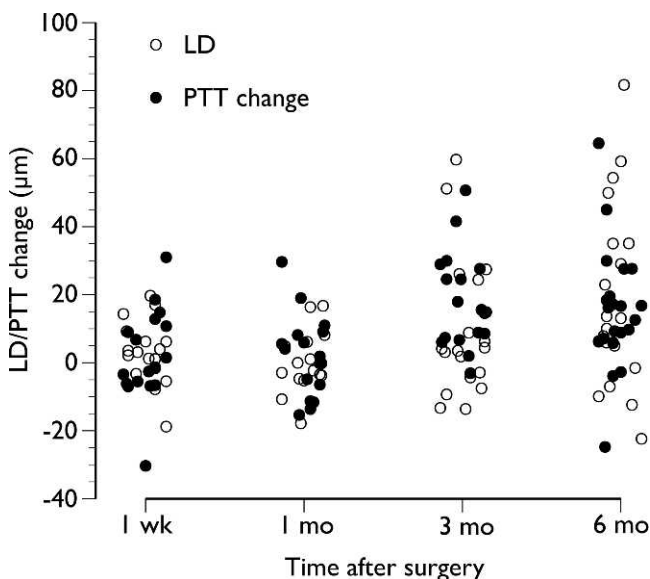 100
80
60
40
20
0
-20
-40
LD/PTT change (µm)
LD
PTT change
1 wk
1 mo
3 mo
6 mo
Time after surgery